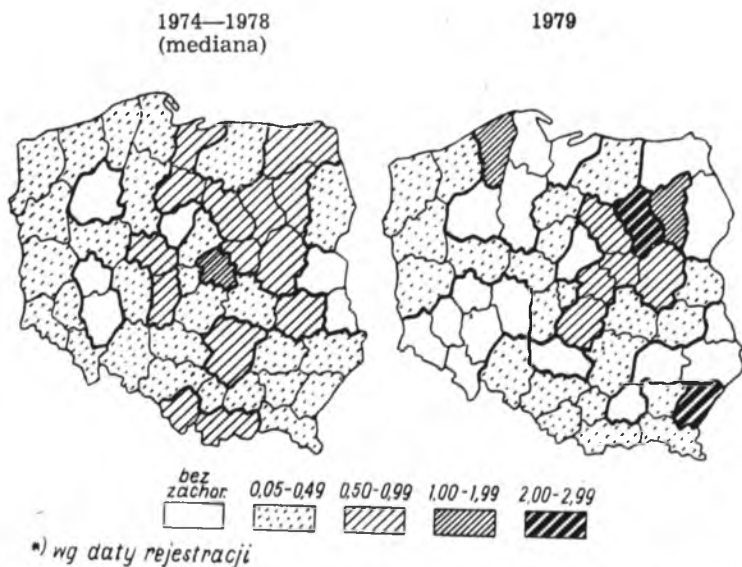 1974—1978
(mediana)
1979
bez
zachor.
0,05-0,49
0,50-0,99
1,00-1,99
2,00-2,99
*) wg daty rejestracji